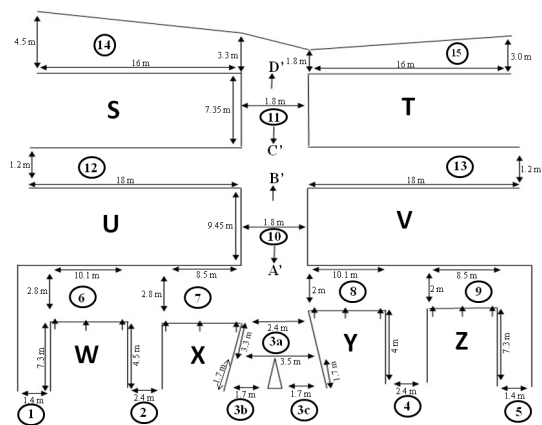 4.5 m 14 3.3 m 1.8 m 15 3.0 m
16 m D' 16 m
S 7.35 m 1.8 m 11 T
C'
1.2 m 12 13 1.2 m
18 m B' 18 m
U 9.45 m 1.8 m 10 V
A'
10.1 m 8.5 m 10.1 m 8.5 m
2.8 m 6 2.8 m 7 2 m 8 2 m 9
2.4 m
7.3 m W 4.5 m X 3.3 m 3a Y 4 m Z 7.3 m
3.5 m
1.7 m 1.7 m
1.4 m 2.4 m 1.7 m 1.7 m 2.4 m 1.4 m
1 2 3b 3c 4 5